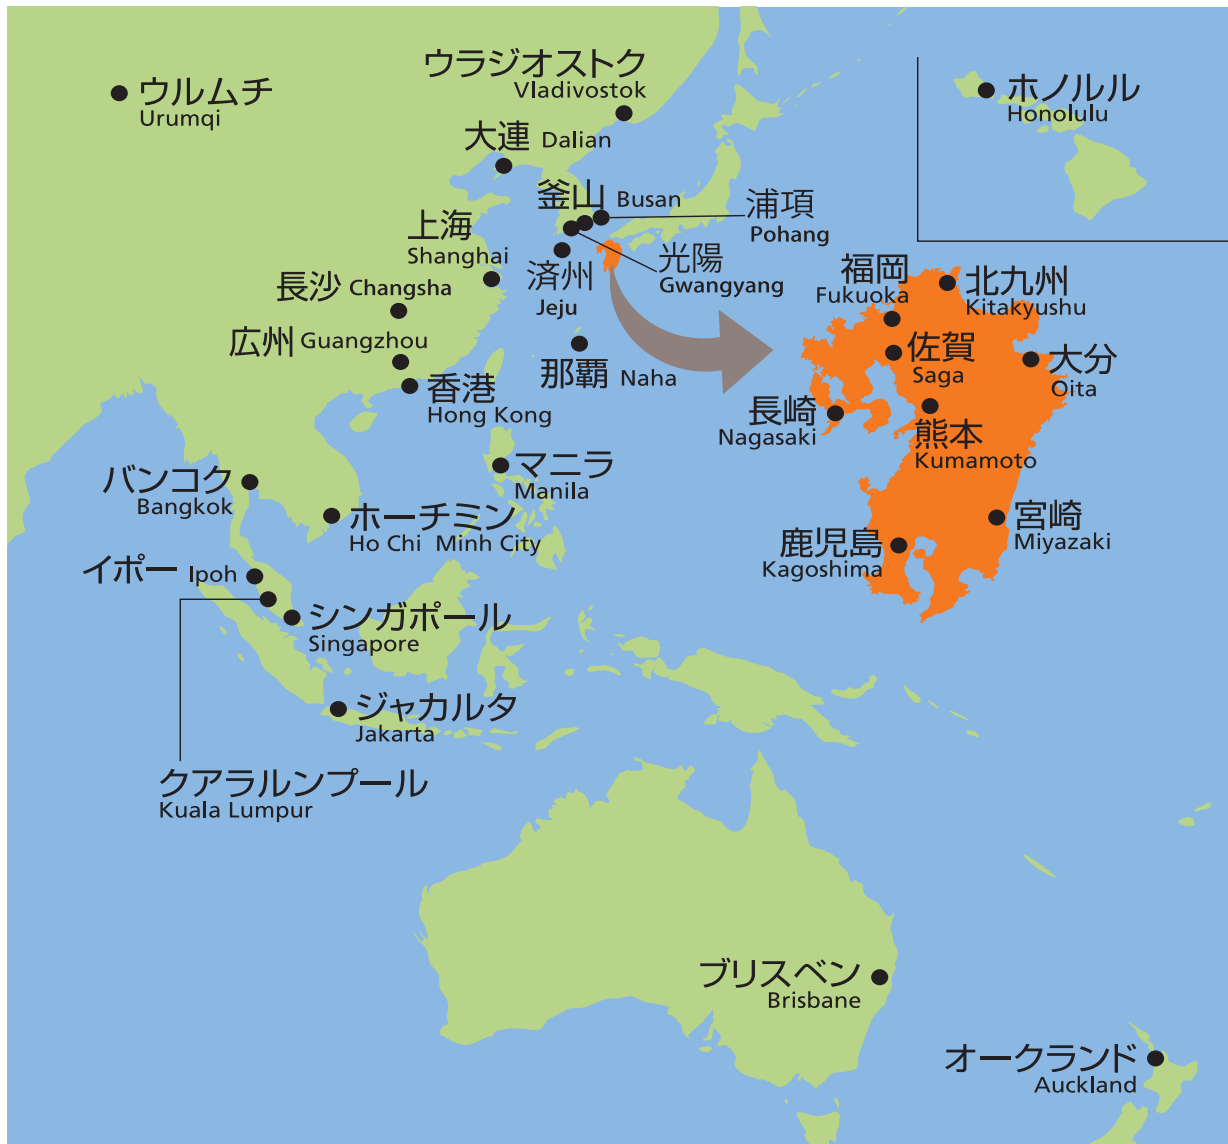 ウラジオストク
Vladivostok
ウルムチ
Urumqi
ホノルル
Honolulu
大連 Dalian
釜山 Busan
浦項
Pohang
上海
Shanghai
済州
Jeju
光陽
Gwangyang
長沙 Changsha
広州 Guangzhou
香港
Hong Kong
那覇 Naha
福岡
Fukuoka
北九州
Kitakyushu
佐賀
Saga
大分
Oita
長崎
Nagasaki
熊本
Kumamoto
宮崎
Miyazaki
鹿児島
Kagoshima
バンコク
Bangkok
マニラ
Manila
ホーチミン
Ho Chi Minh City
イポー Ipoh
シンガポール
Singapore
ジャカルタ
Jakarta
クアラルンプール
Kuala Lumpur
ブリスベン
Brisbane
オークランド
Auckland